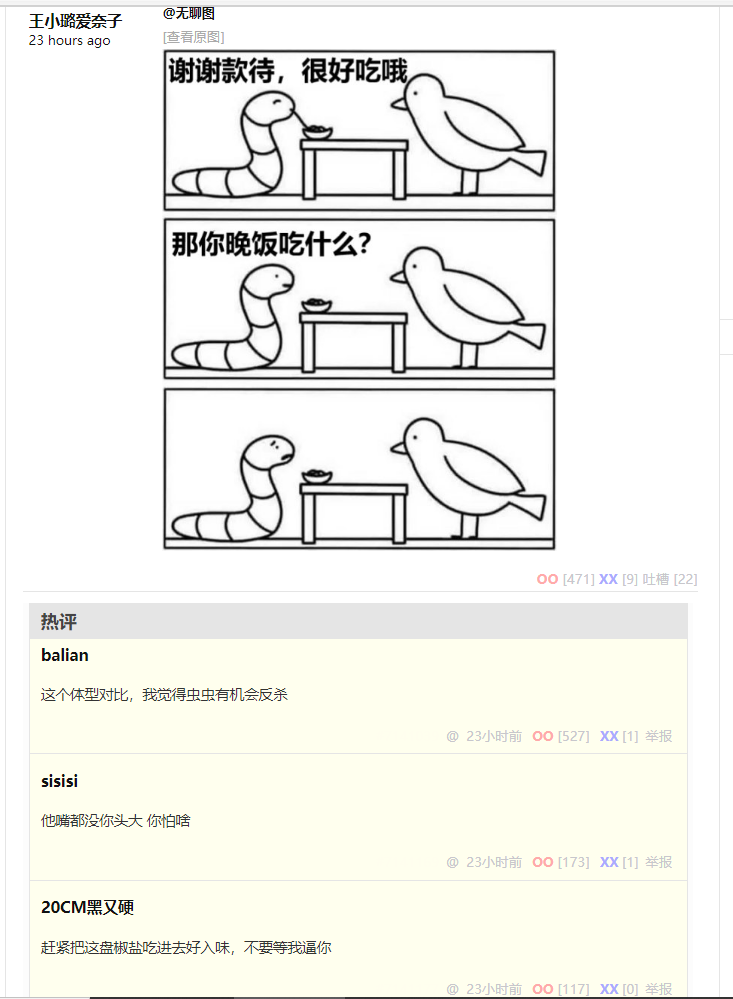 王小璐爱奈子
23 hours ago
@无聊图
[查看原图]
谢谢款待，很好吃哦
那你晚饭吃什么？
OO [471] XX [9] 吐槽 [22]
热评
balian
这个体型对比，我觉得虫虫有机会反杀
@ 23小时前 OO [527] XX [1] 举报
sisisi
他嘴都没你头大 你怕啥
@ 23小时前 OO [173] XX [1] 举报
20CM黑又硬
赶紧把这盘椒盐吃进去好入味，不要等我逼你
@ 23小时前 OO [117] XX [0] 举报